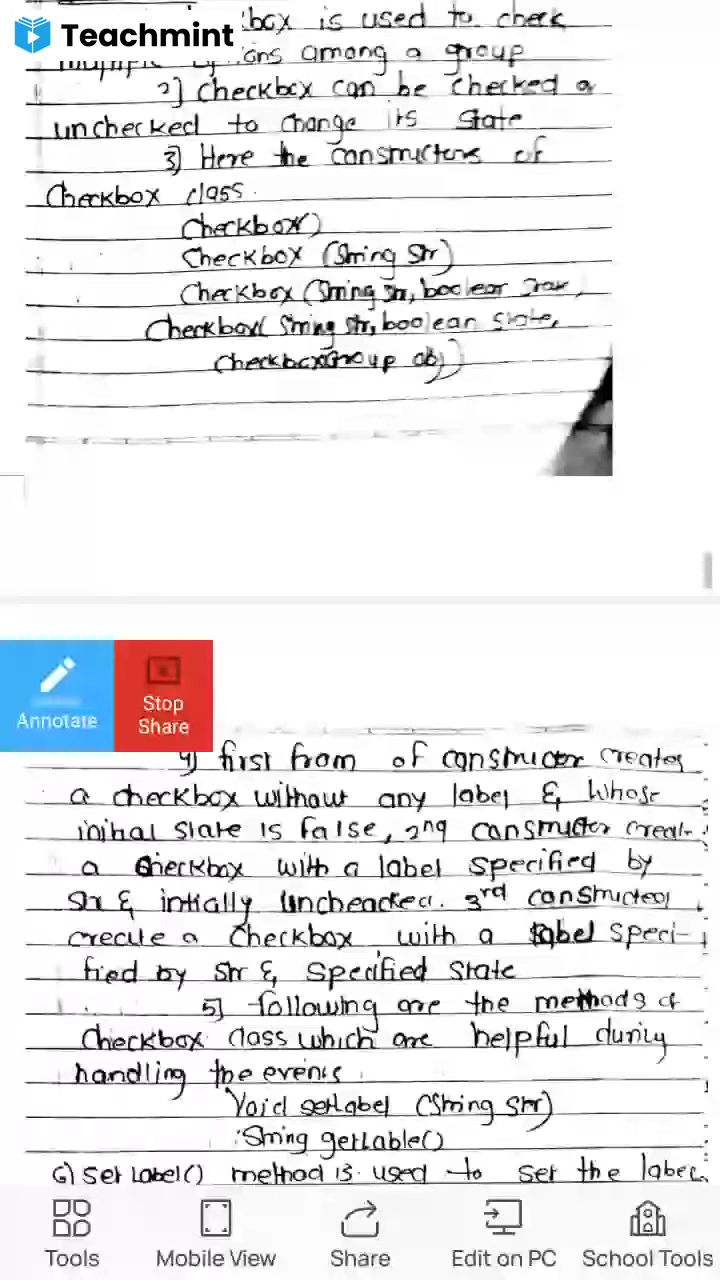 Teachmint
box is used to check
among a group
2] Checkbox can be checked a
unchecked to change its state
3] Here the constructors of
Checkbox class.
Checkbox()
Checkbox (String Str)
Checkbox (String Str, boolean
Checkbox( String Str, boolean state,
CheckboxGroup obj)
Annotate
Stop
Share
4) first from of constructor creates
a checkbox without any label & whose
initial state is false, 2nd constructor
a checkbox with a label specified by
Str & intially Uncheacked. 3rd constructor
create a Checkbox with a label speci-
fied by Str & Specified State
5] following are the methods of
Checkbox class which are helpful during
handling the events.
Void setlabel (String Str)
String getLable()
6) Set Label() method is used to set the label
Tools
Mobile View
Share
Edit on PC
School Tools